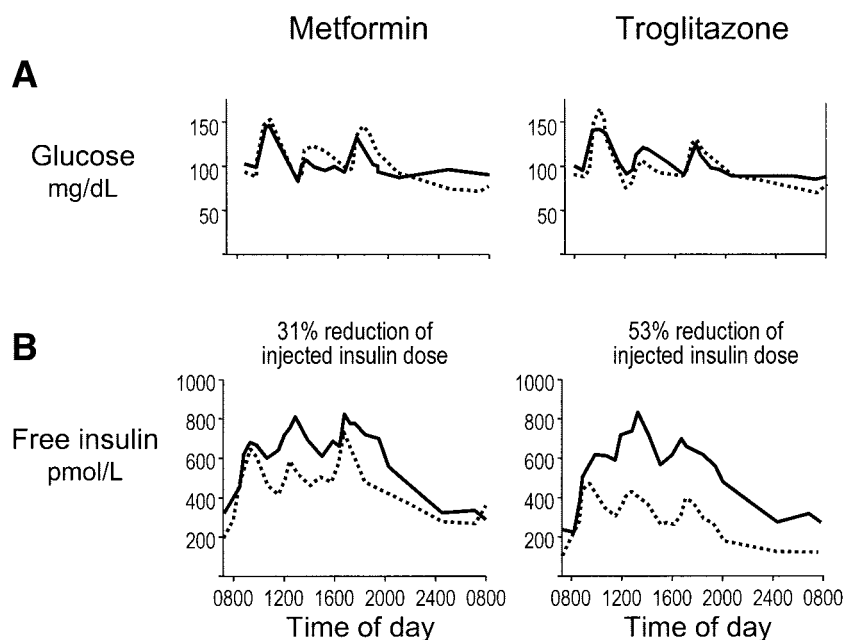 Metformin
Troglitazone
A
Glucose
mg/dL
150
100
50
150
100
50
B
Free insulin
pmol/L
31% reduction of
injected insulin dose
53% reduction of
injected insulin dose
1000
800
600
400
200
1000
800
600
400
200
0800 1200 1600 2000 2400 0800
Time of day
0800 1200 1600 2000 2400 0800
Time of day